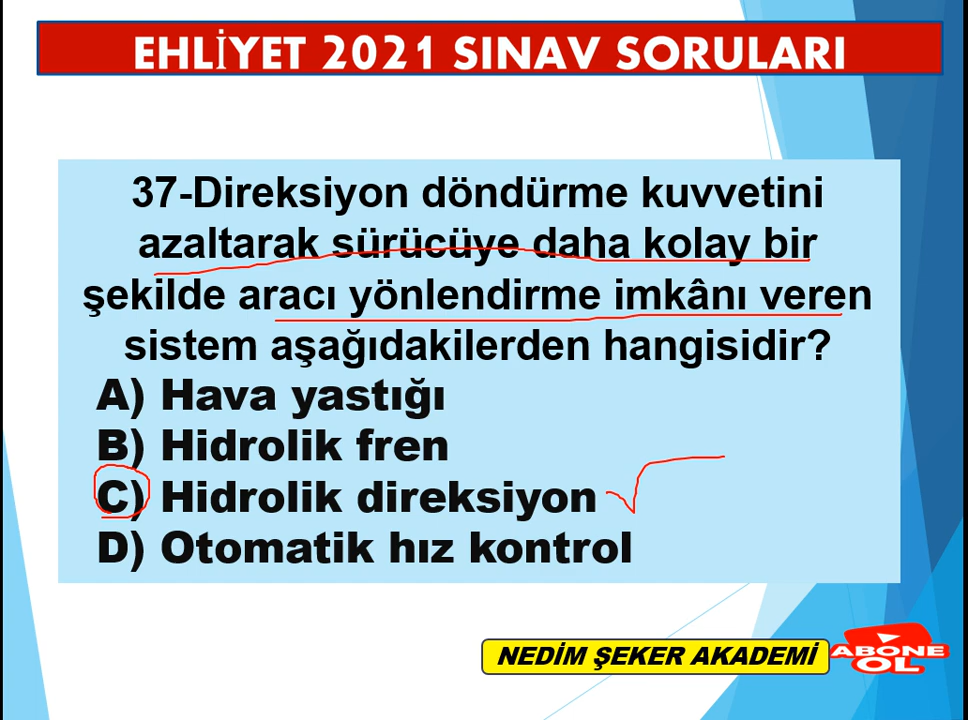 EHLİYET 2021 SINAV SORULARI
37-Direksiyon döndürme kuvvetini
azaltarak sürücüye daha kolay bir
şekilde aracı yönlendirme imkânı veren
sistem aşağıdakilerden hangisidir?
A) Hava yastığı
B) Hidrolik fren
C) Hidrolik direksiyon
D) Otomatik hız kontrol
NEDİM ŞEKER AKADEMİ
ABONE
OL